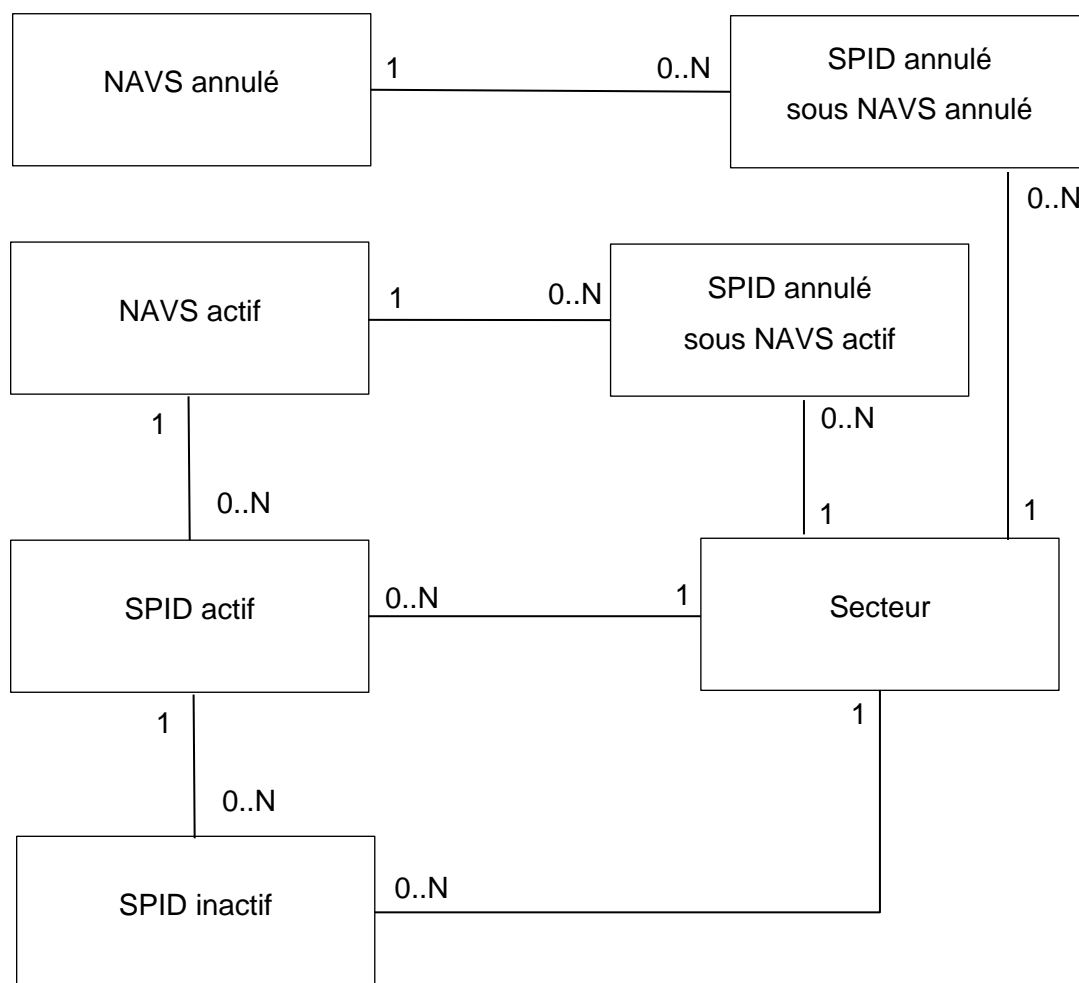 NAVS annulé
1
0..N
SPID annulé
sous NAVS annulé
0..N
NAVS actif
1
0..N
SPID annulé
sous NAVS actif
1
0..N
0..N
1
1
SPID actif
0..N
1
Secteur
1
1
0..N
SPID inactif
0..N